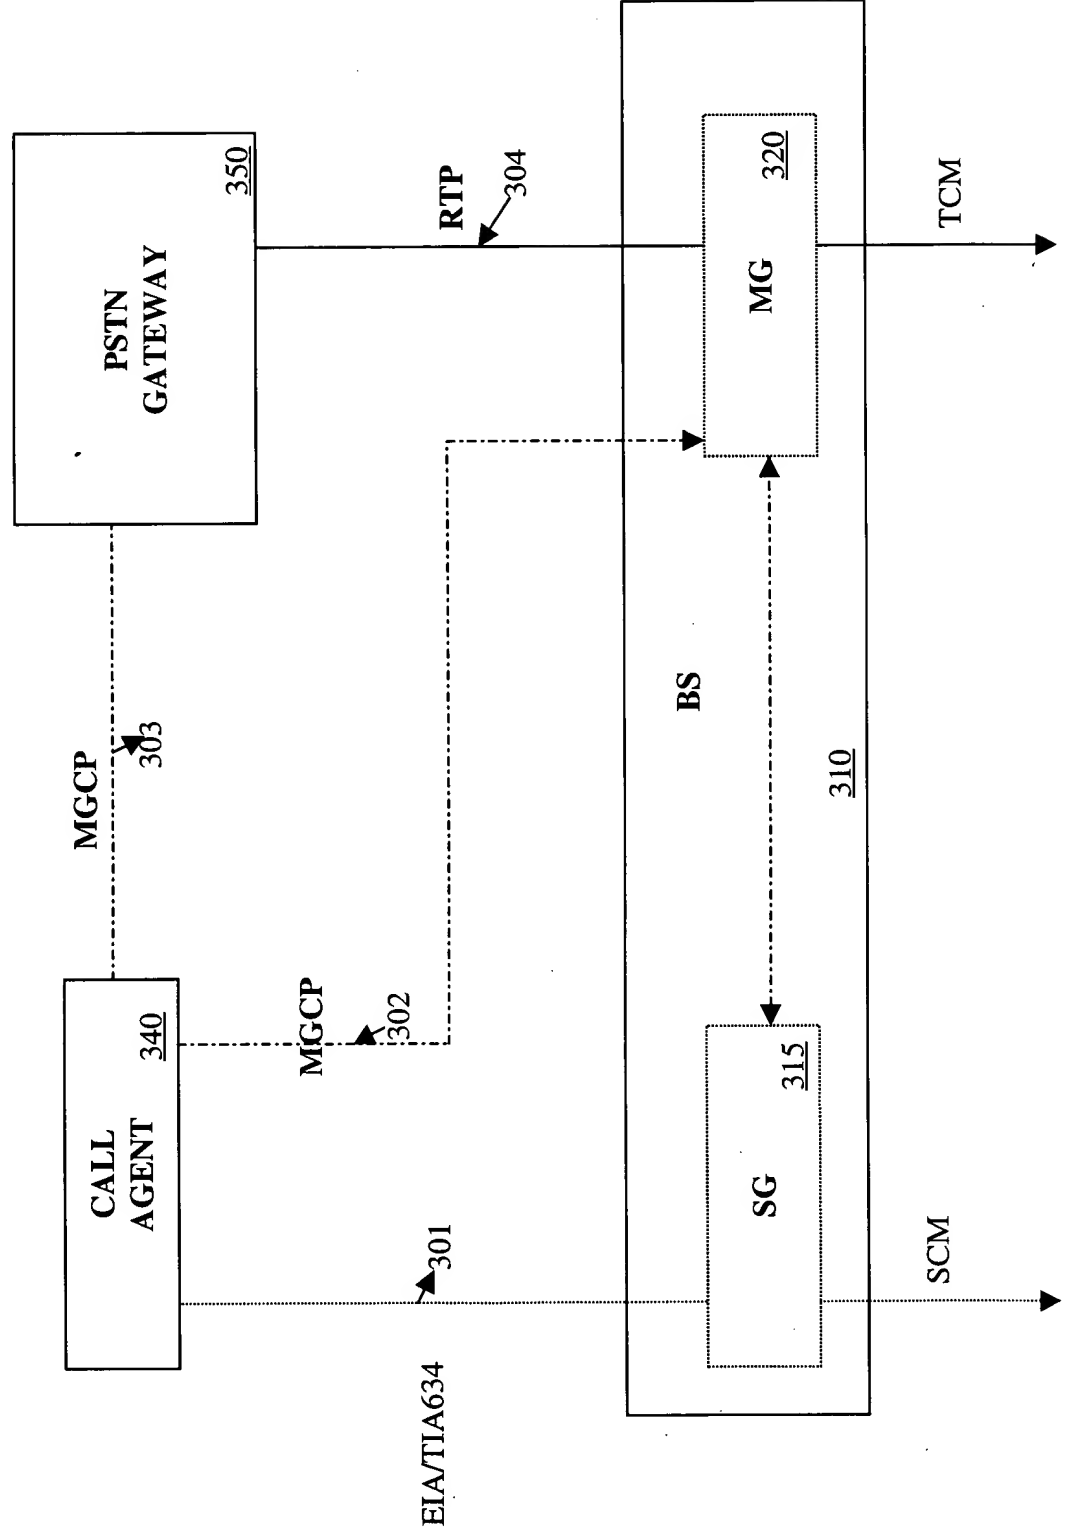 PSTN
GATEWAY
350
MGCP
303
CALL
AGENT
340
MGCP
302
RTP
304
301
EIA/TIA634
BS
310
SG
315
MG
320
SCM
TCM